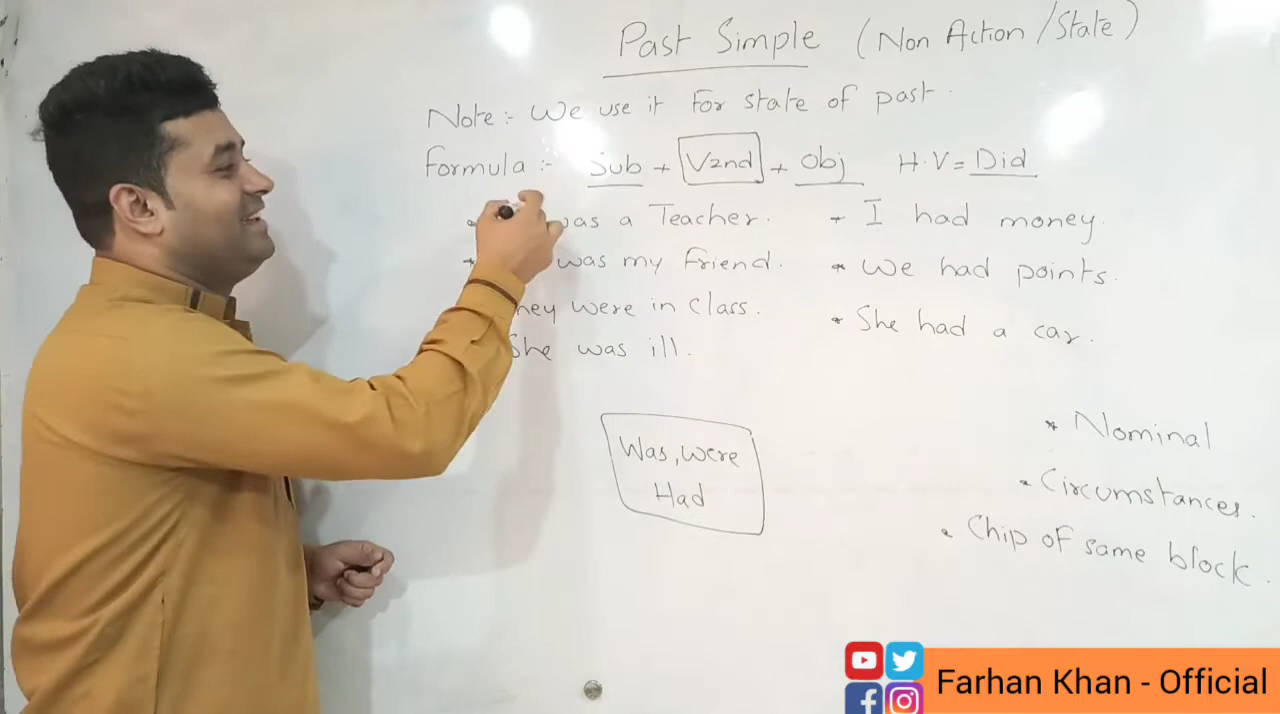 Past Simple (Non Action/State)
Note :- We use it for state of past.
Formula :- Sub + V2nd + Obj H.V = Did
was a Teacher.
* I had money.
* was my friend.
* We had points.
hey were in class.
* She had a car.
She was ill.
Was, were
Had
* Nominal
* Circumstances.
* Chip of same block.
Farhan Khan - Official